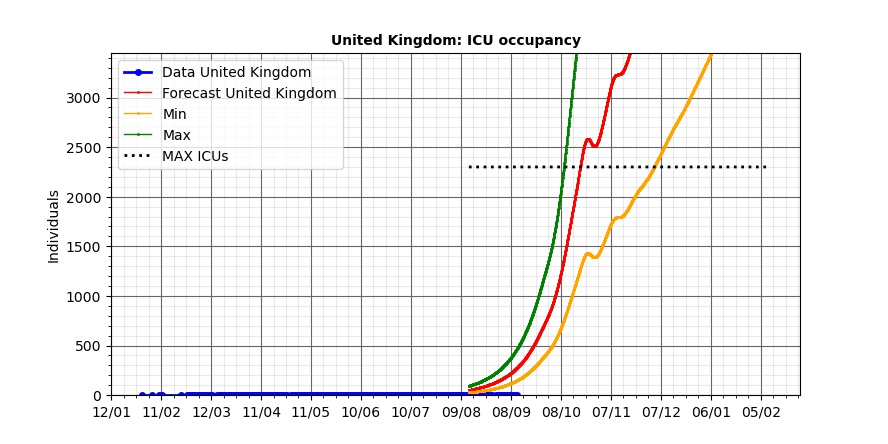 United Kingdom: ICU occupancy
Data United Kingdom
Forecast United Kingdom
Min
Max
MAX ICUs
Individuals
3000
2500
2000
1500
1000
500
0
12/01 11/02 12/03 11/04 11/05 10/06 10/07 09/08 08/09 08/10 07/11 07/12 06/01 05/02